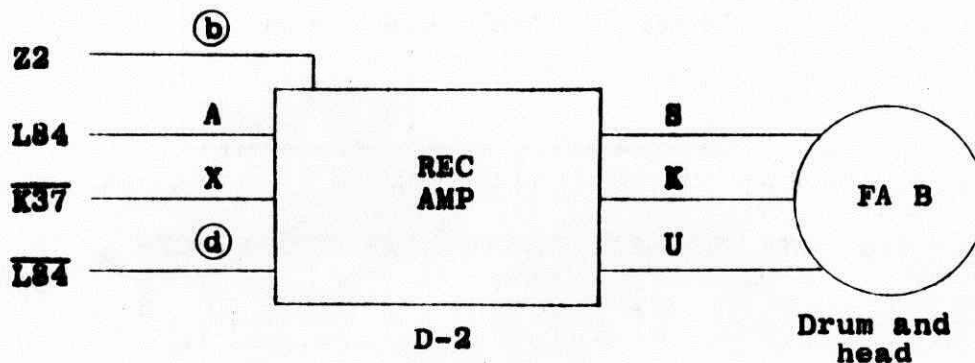 b
Z2
L84
A
S
K̅3̅7̅
X
REC
AMP
K
FA B
L̅8̅4̅
d
U
D-2
Drum and
head